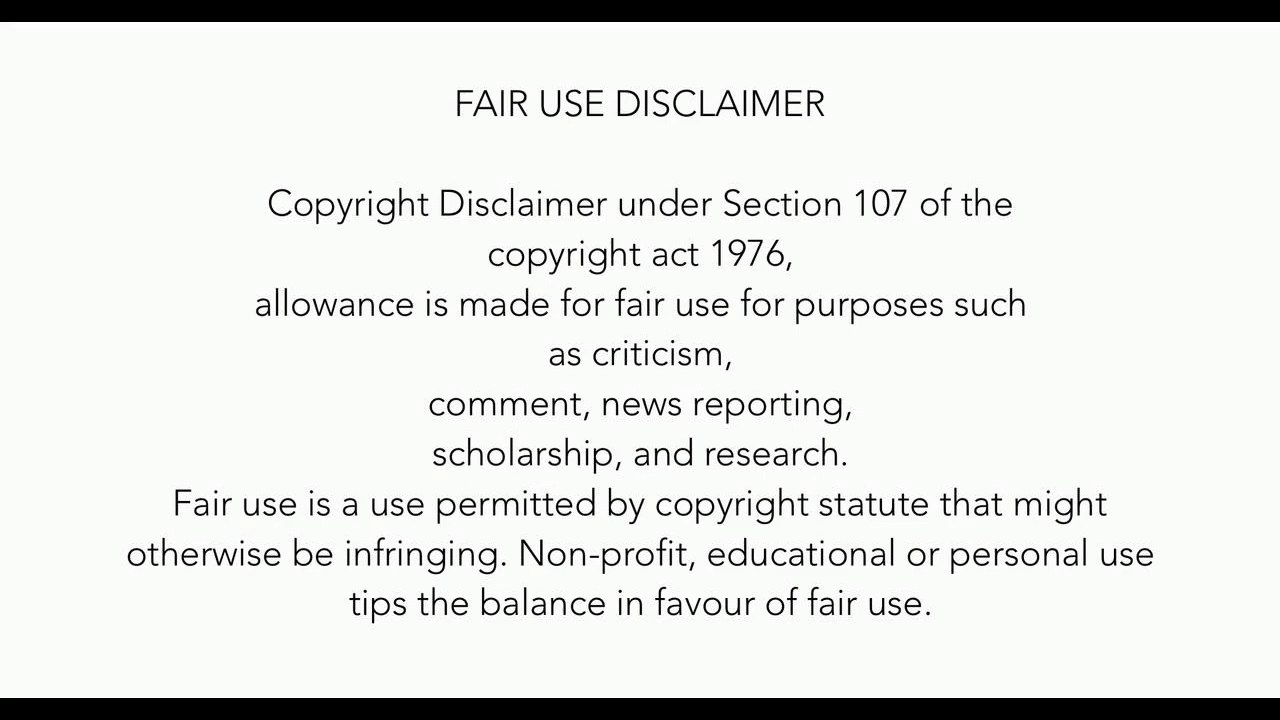 FAIR USE DISCLAIMER
Copyright Disclaimer under Section 107 of the
copyright act 1976,
allowance is made for fair use for purposes such
as criticism,
comment, news reporting,
scholarship, and research.
Fair use is a use permitted by copyright statute that might
otherwise be infringing. Non-profit, educational or personal use
tips the balance in favour of fair use.